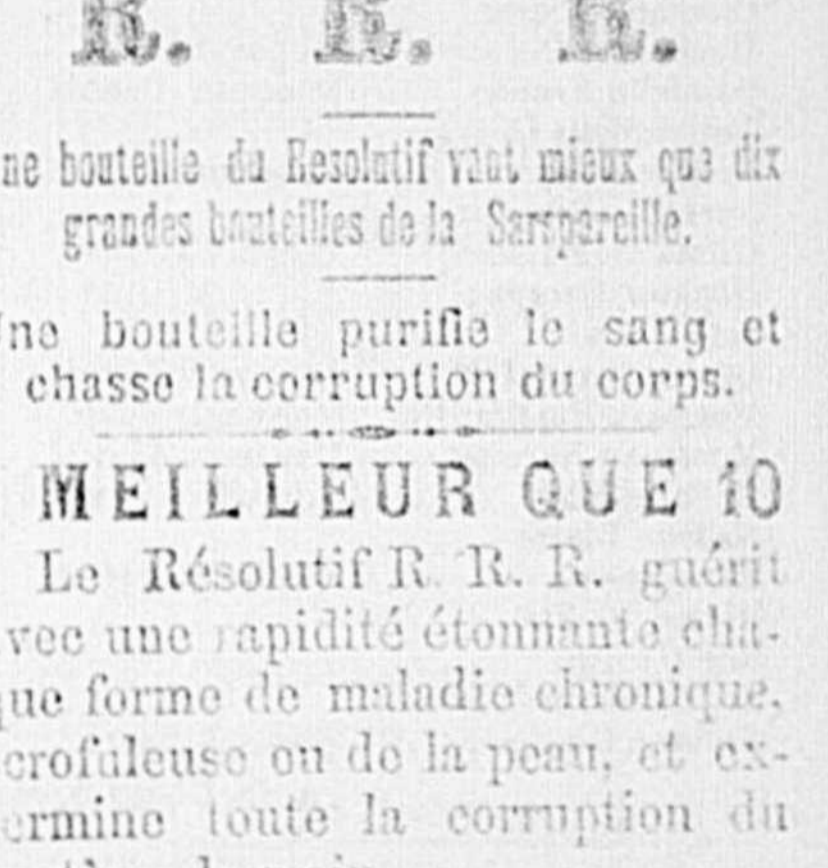 R. R. R.
ne bouteille du Resolutif vaut mieux que dix
grandes bouteilles de la Sarspareille.
Une bouteille purifie le sang et
chasse la corruption du corps.
MEILLEUR QUE 10
Le Résolutif R. R. R. guérit
vec une rapidité étonnante cha-
que forme de maladie chronique,
crofuleuse ou de la peau, et ex-
ermine toute la corruption du